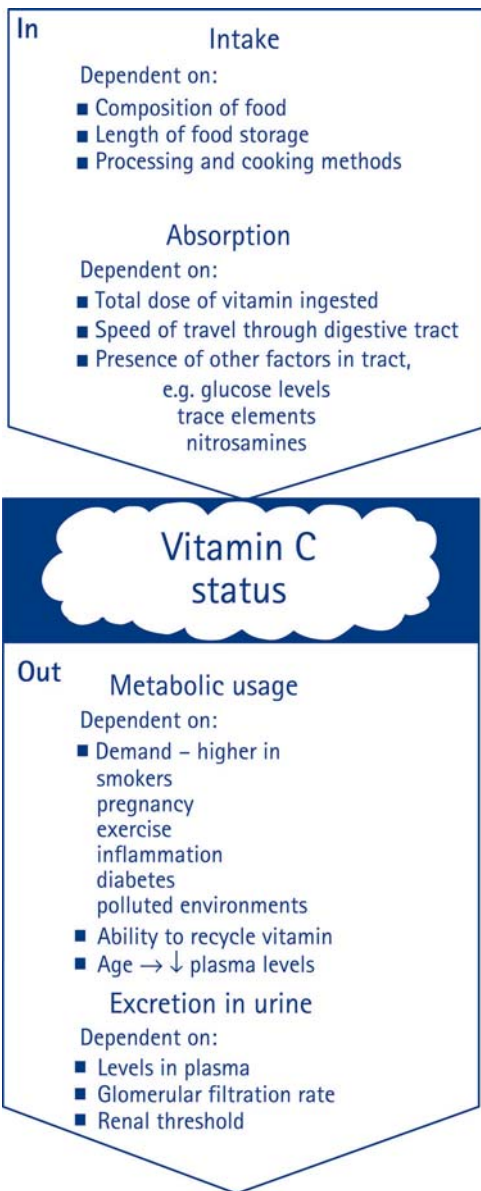 In
Intake
Dependent on:
■ Composition of food
■ Length of food storage
■ Processing and cooking methods
Absorption
Dependent on:
■ Total dose of vitamin ingested
■ Speed of travel through digestive tract
■ Presence of other factors in tract,
e.g. glucose levels
trace elements
nitrosamines
Vitamin C
status
Out
Metabolic usage
Dependent on:
■ Demand – higher in
smokers
pregnancy
exercise
inflammation
diabetes
polluted environments
■ Ability to recycle vitamin
■ Age → ↓ plasma levels
Excretion in urine
Dependent on:
■ Levels in plasma
■ Glomerular filtration rate
■ Renal threshold